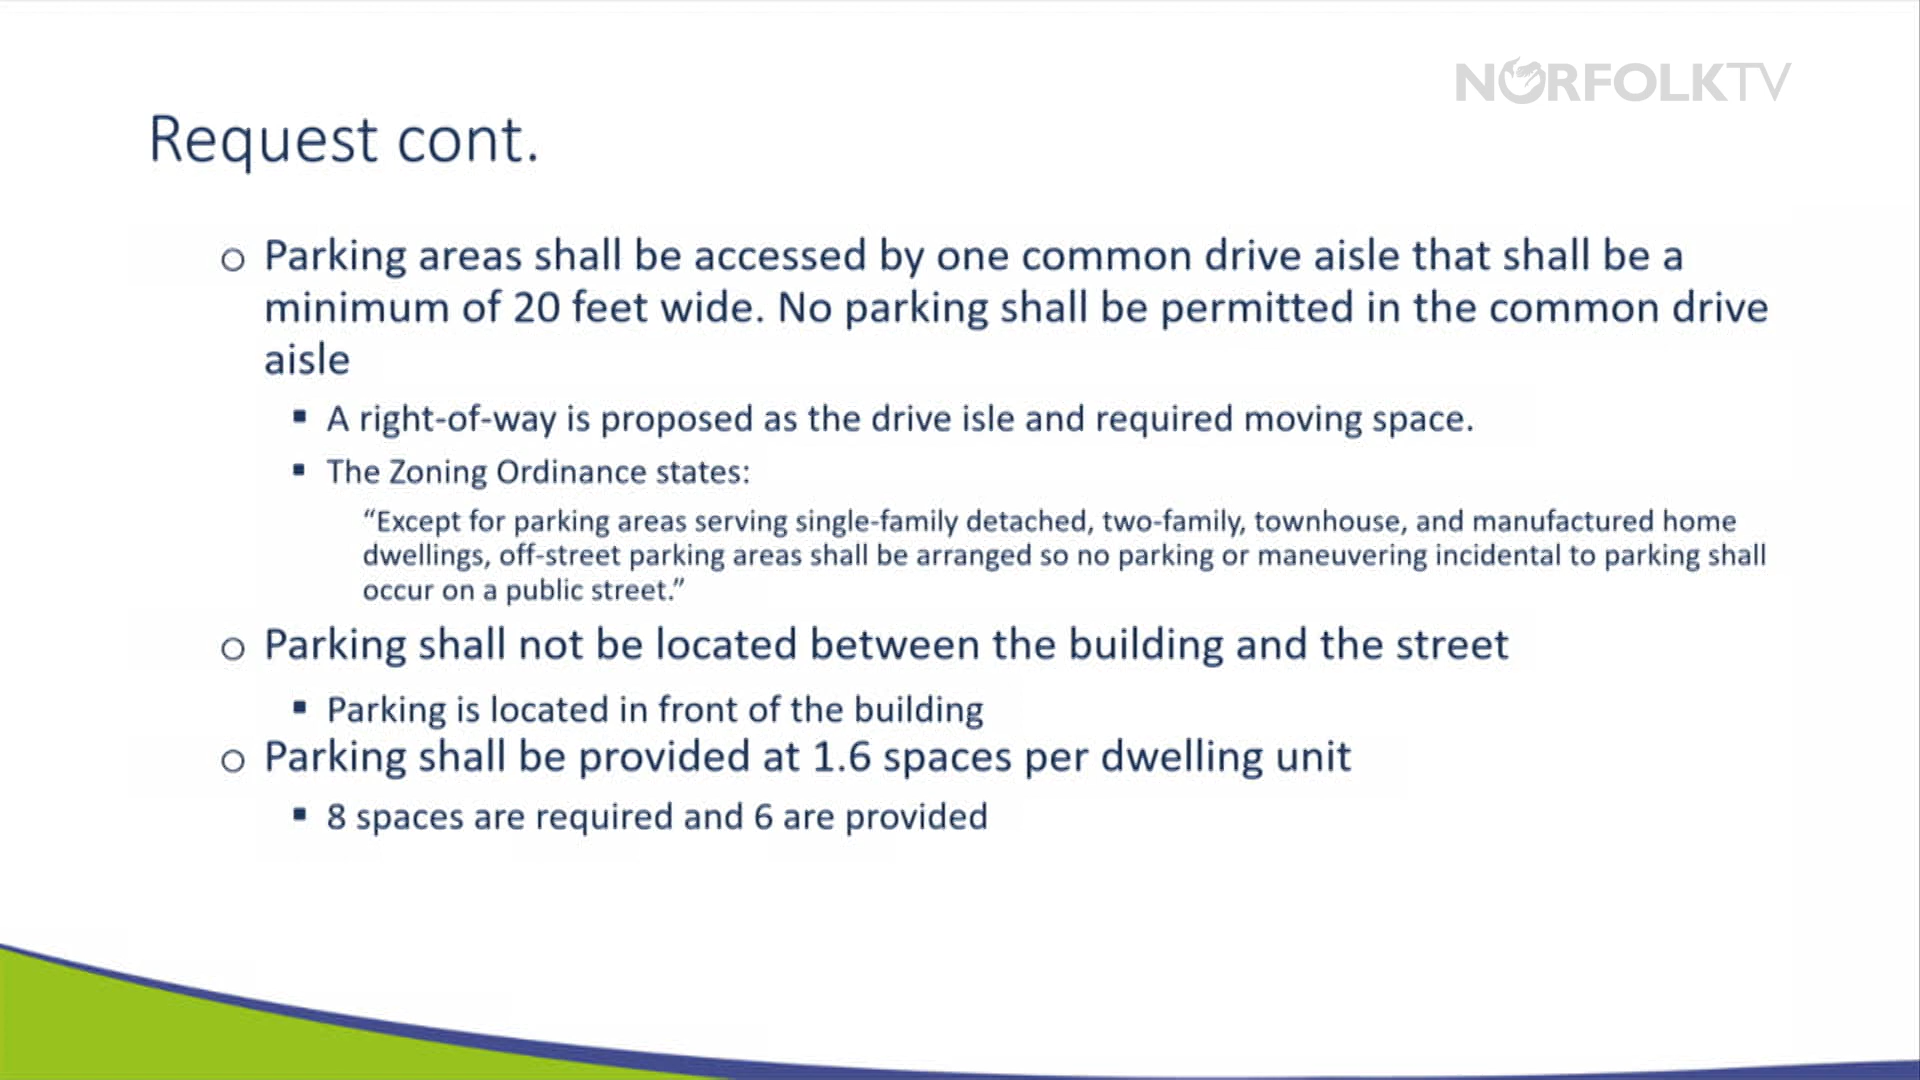 NORFOLKTV
Request cont.
○ Parking areas shall be accessed by one common drive aisle that shall be a
minimum of 20 feet wide. No parking shall be permitted in the common drive
aisle
▪ A right-of-way is proposed as the drive isle and required moving space.
▪ The Zoning Ordinance states:
“Except for parking areas serving single-family detached, two-family, townhouse, and manufactured home
dwellings, off-street parking areas shall be arranged so no parking or maneuvering incidental to parking shall
occur on a public street.”
○ Parking shall not be located between the building and the street
▪ Parking is located in front of the building
○ Parking shall be provided at 1.6 spaces per dwelling unit
▪ 8 spaces are required and 6 are provided